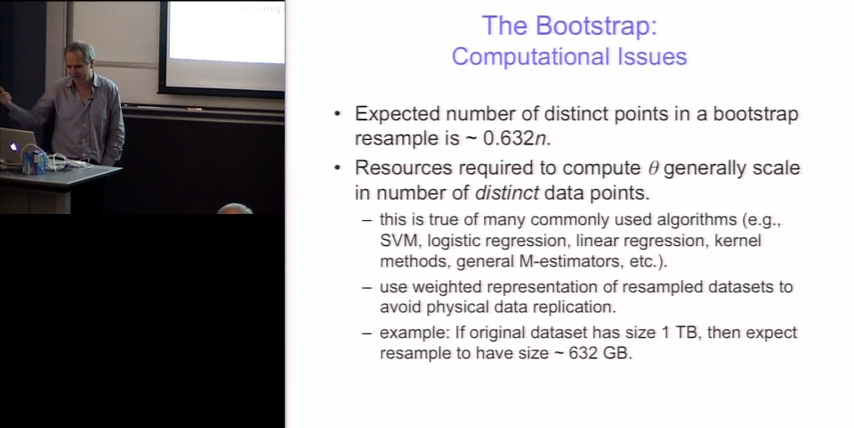 The Bootstrap:
Computational Issues
• Expected number of distinct points in a bootstrap
resample is ~ 0.632n.
• Resources required to compute θ generally scale
in number of distinct data points.
– this is true of many commonly used algorithms (e.g.,
SVM, logistic regression, linear regression, kernel
methods, general M-estimators, etc.).
– use weighted representation of resampled datasets to
avoid physical data replication.
– example: If original dataset has size 1 TB, then expect
resample to have size ~ 632 GB.